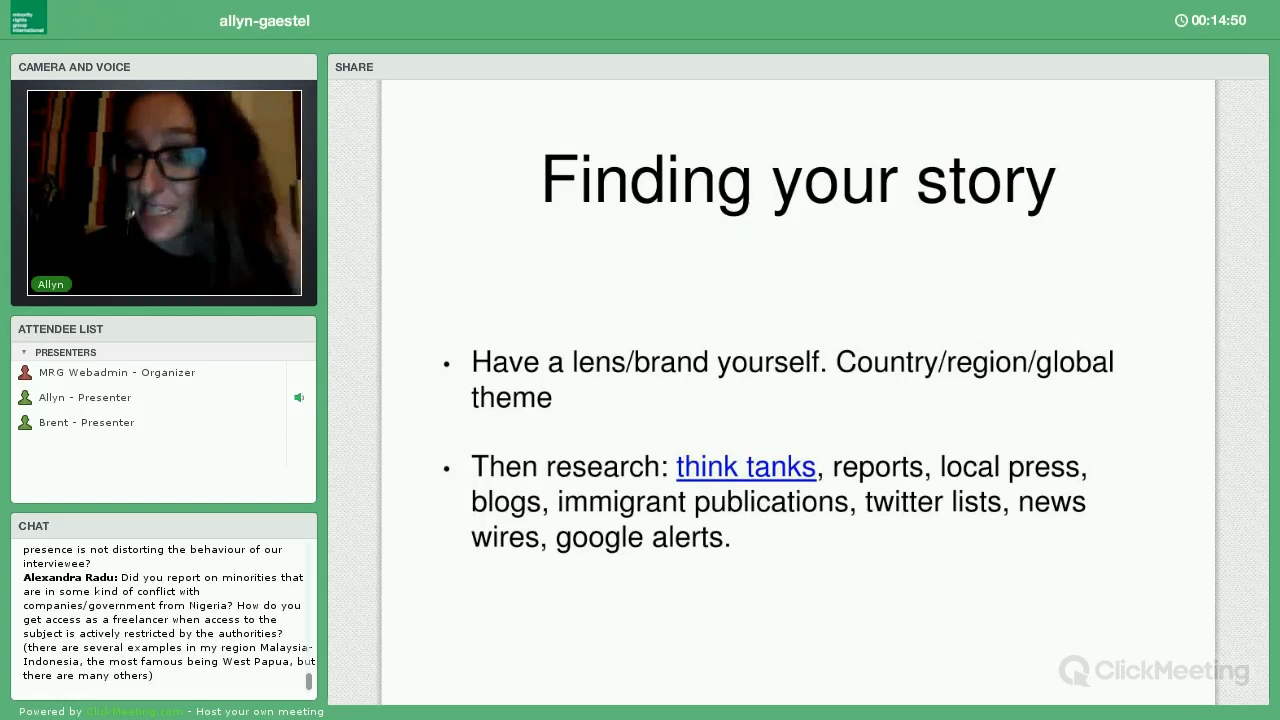 minority
rights
group
international
allyn-gaestel
00:14:50
CAMERA AND VOICE
Allyn
ATTENDEE LIST
PRESENTERS
MRG Webadmin - Organizer
Allyn - Presenter
Brent - Presenter
CHAT
presence is not distorting the behaviour of our
interviewee?
Alexandra Radu: Did you report on minorities that
are in some kind of conflict with
companies/government from Nigeria? How do you
get access as a freelancer when access to the
subject is actively restricted by the authorities?
(there are several examples in my region Malaysia-
Indonesia, the most famous being West Papua, but
there are many others)
SHARE
Finding your story
• Have a lens/brand yourself. Country/region/global
theme
• Then research: think tanks, reports, local press,
blogs, immigrant publications, twitter lists, news
wires, google alerts.
ClickMeeting
Powered by ClickMeeting.com - Host your own meeting